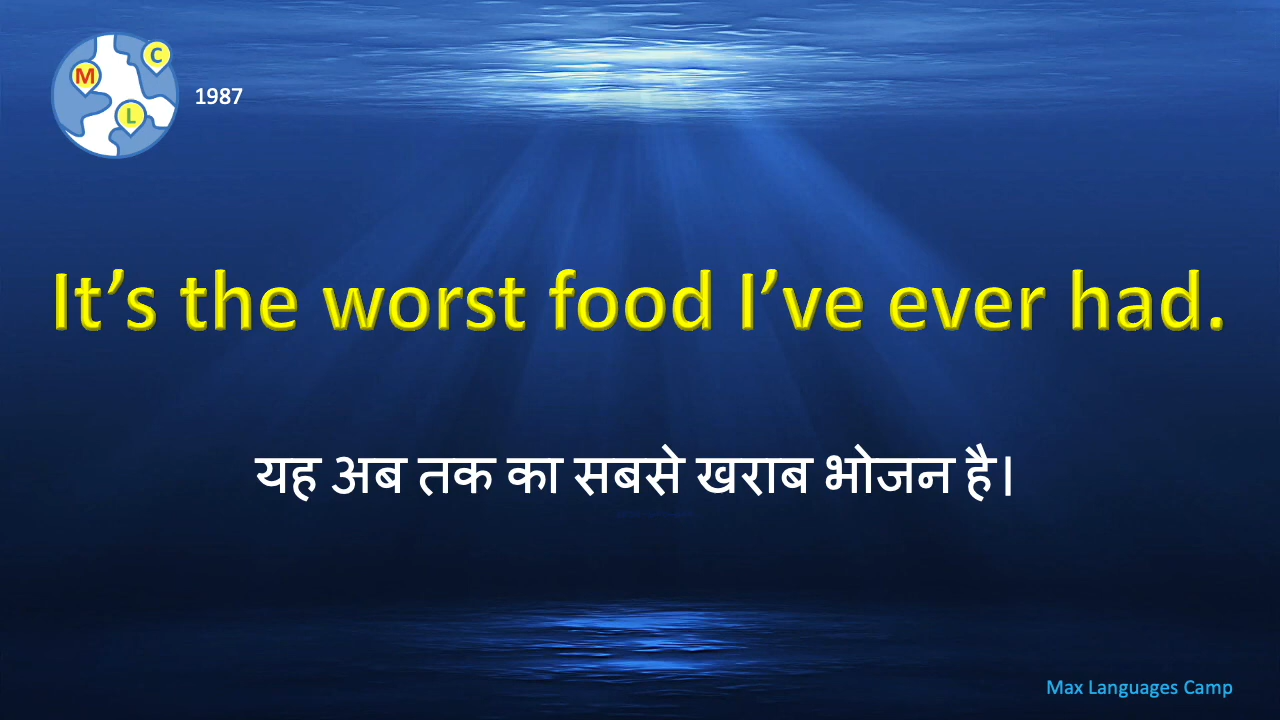 C
M
L
1987
It’s the worst food I’ve ever had.
यह अब तक का सबसे खराब भोजन है।
Max Languages Camp